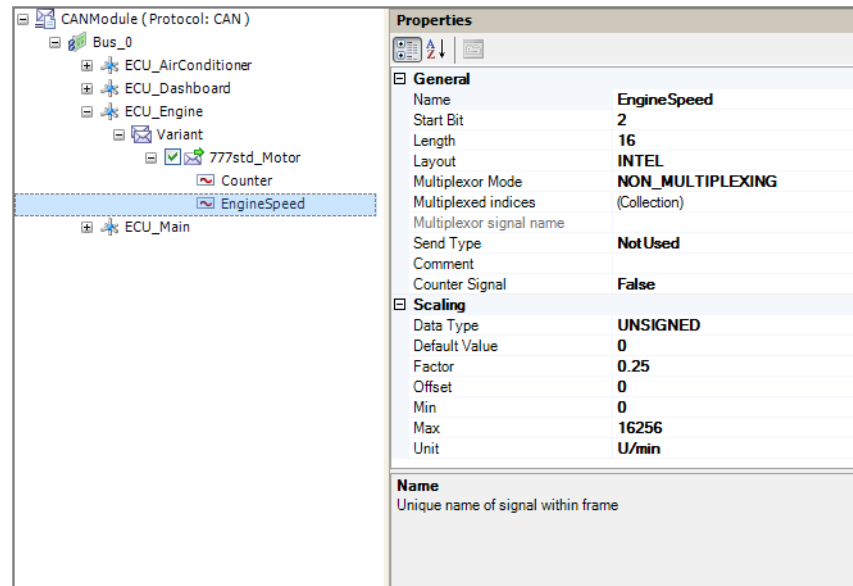 CANModule (Protocol: CAN )
Bus_0
ECU_AirConditioner
ECU_Dashboard
ECU_Engine
Variant
777std_Motor
Counter
EngineSpeed
ECU_Main
Properties
General
Name EngineSpeed
Start Bit 2
Length 16
Layout INTEL
Multiplexor Mode NON_MULTIPLEXING
Multiplexed indices (Collection)
Multiplexor signal name
Send Type NotUsed
Comment
Counter Signal False
Scaling
Data Type UNSIGNED
Default Value 0
Factor 0.25
Offset 0
Min 0
Max 16256
Unit U/min
Name
Unique name of signal within frame